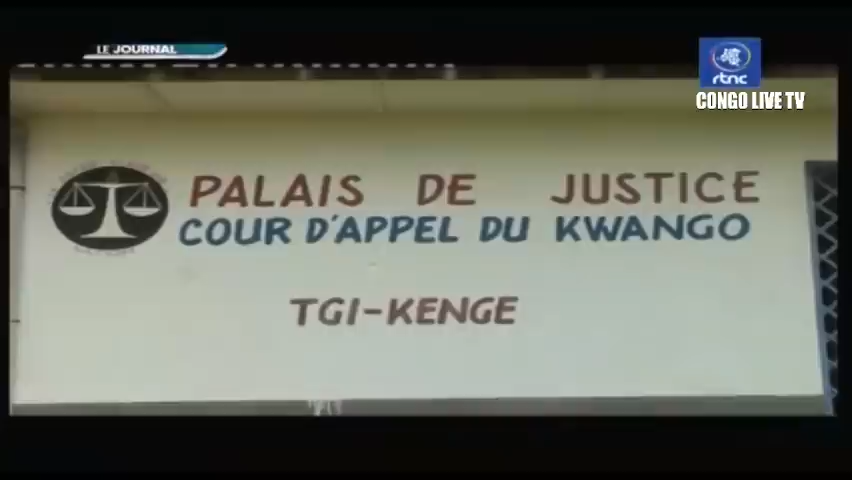 LE JOURNAL
rtnc
CONGO LIVE TV
PALAIS DE JUSTICE
COUR D'APPEL DU KWANGO
TGI-KENGE